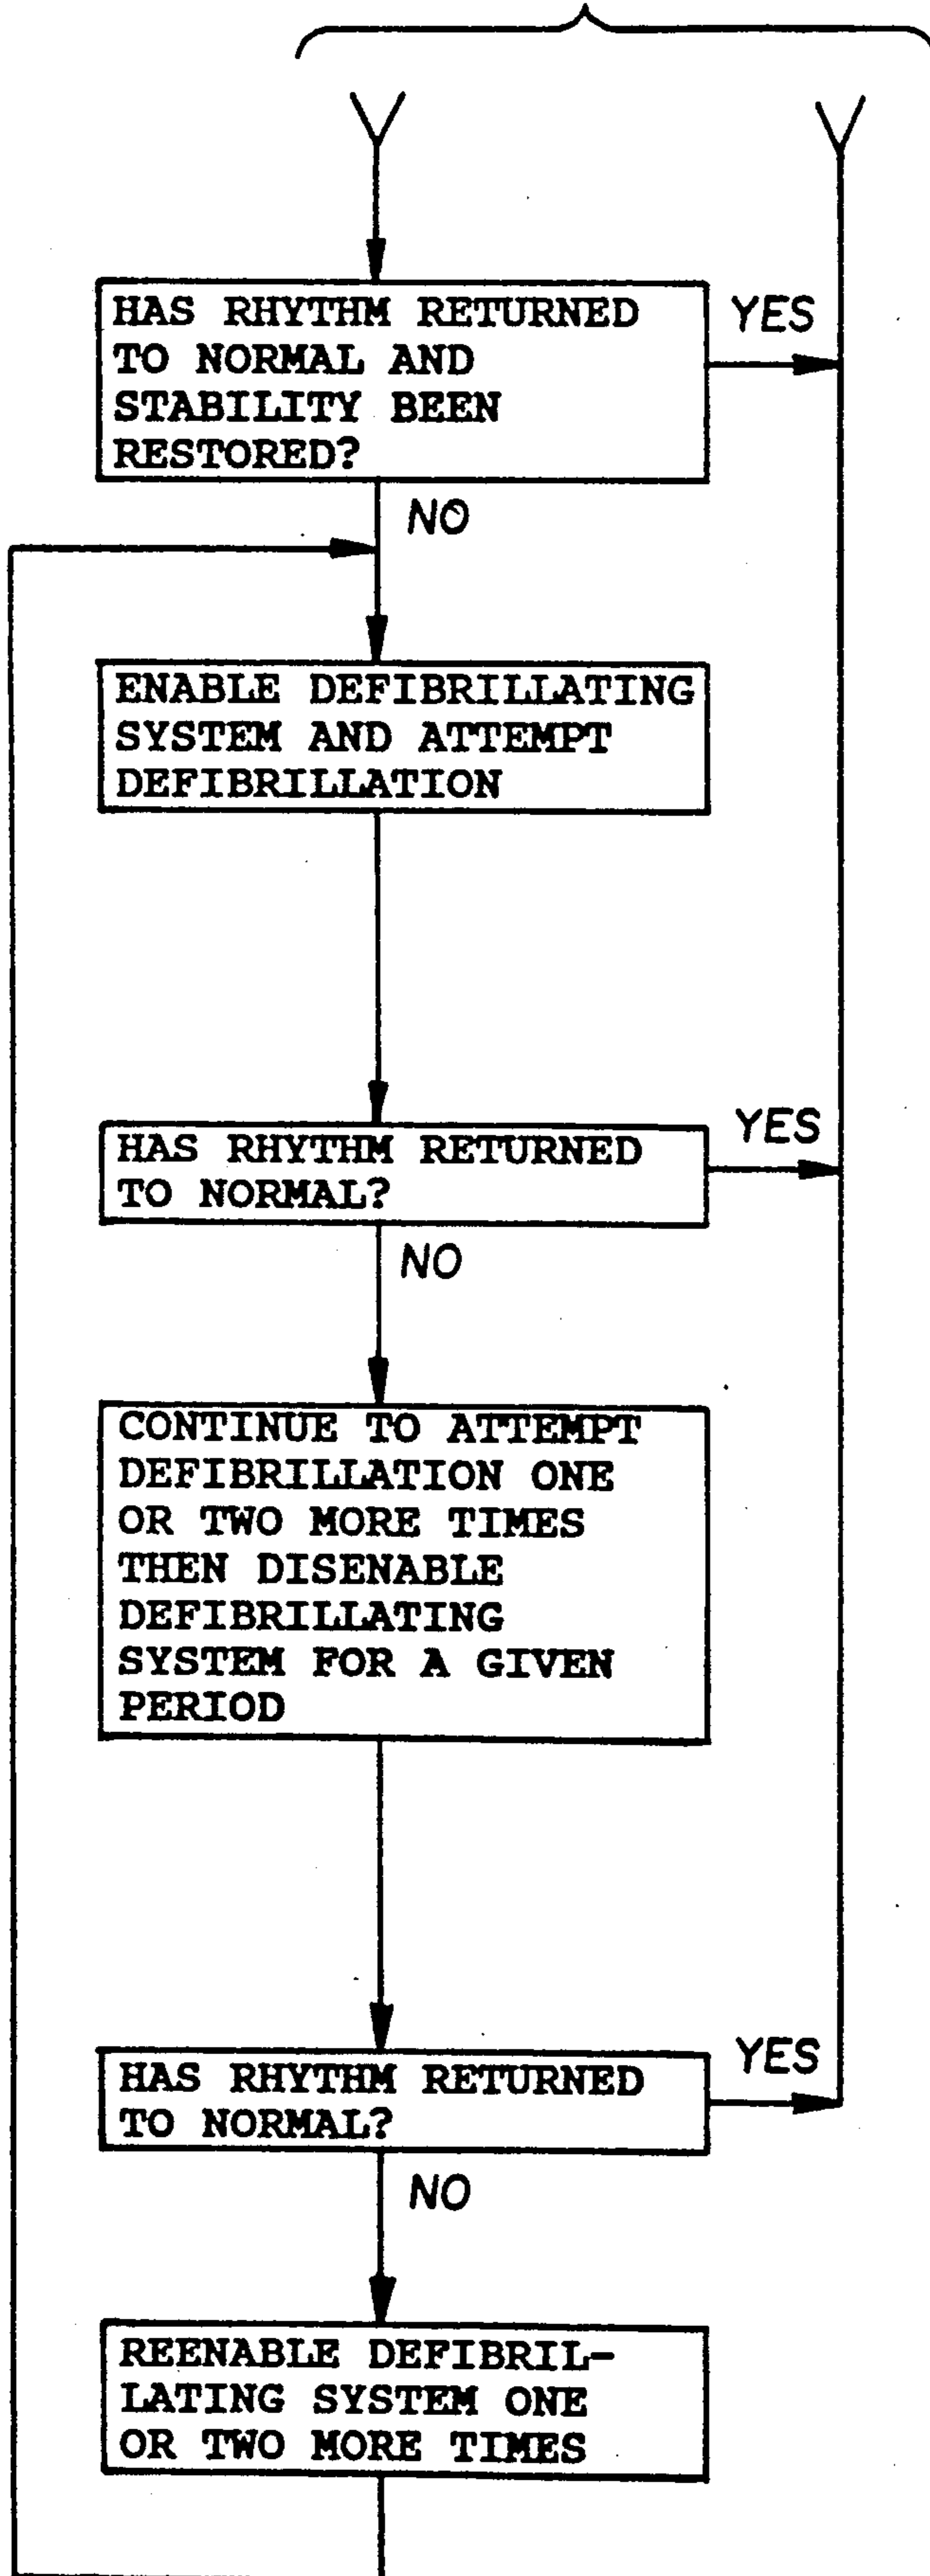 HAS RHYTHM RETURNED
TO NORMAL AND
STABILITY BEEN
RESTORED?
YES
NO
ENABLE DEFIBRILLATING
SYSTEM AND ATTEMPT
DEFIBRILLATION
HAS RHYTHM RETURNED
TO NORMAL?
YES
NO
CONTINUE TO ATTEMPT
DEFIBRILLATION ONE
OR TWO MORE TIMES
THEN DISENABLE
DEFIBRILLATING
SYSTEM FOR A GIVEN
PERIOD
HAS RHYTHM RETURNED
TO NORMAL?
YES
NO
REENABLE DEFIBRIL-
LATING SYSTEM ONE
OR TWO MORE TIMES